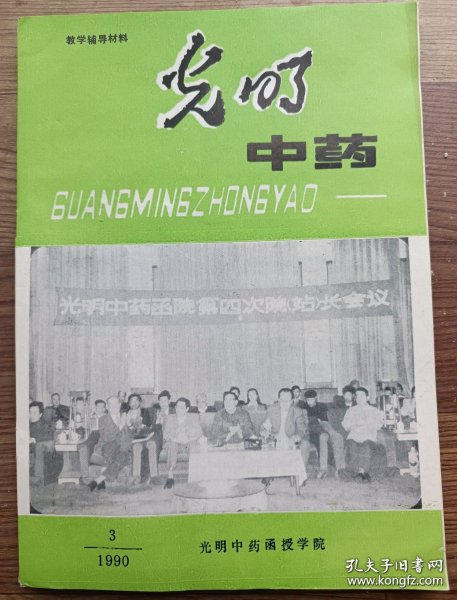 教学辅导材料
光明
中药
GUANGMINGZHONGYAO
光明中药函院第四次院(站)长会议
3
1990
光明中药函授学院
孔夫子旧书网
www.kongfz.com